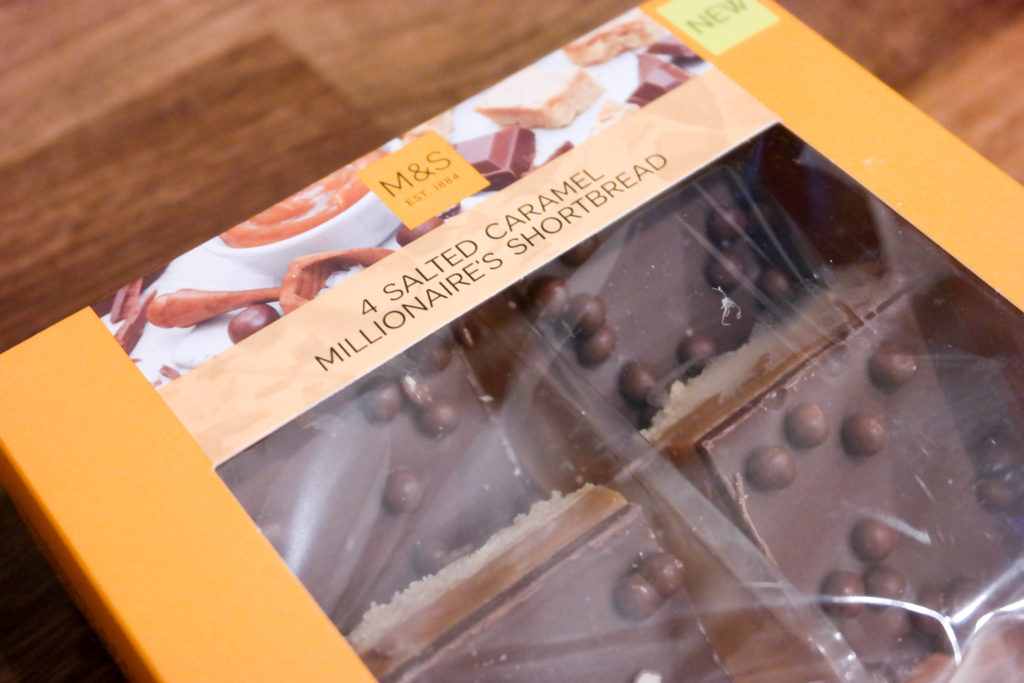 NEW
M&S
EST. 1884
4 SALTED CARAMEL
MILLIONAIRE'S SHORTBREAD